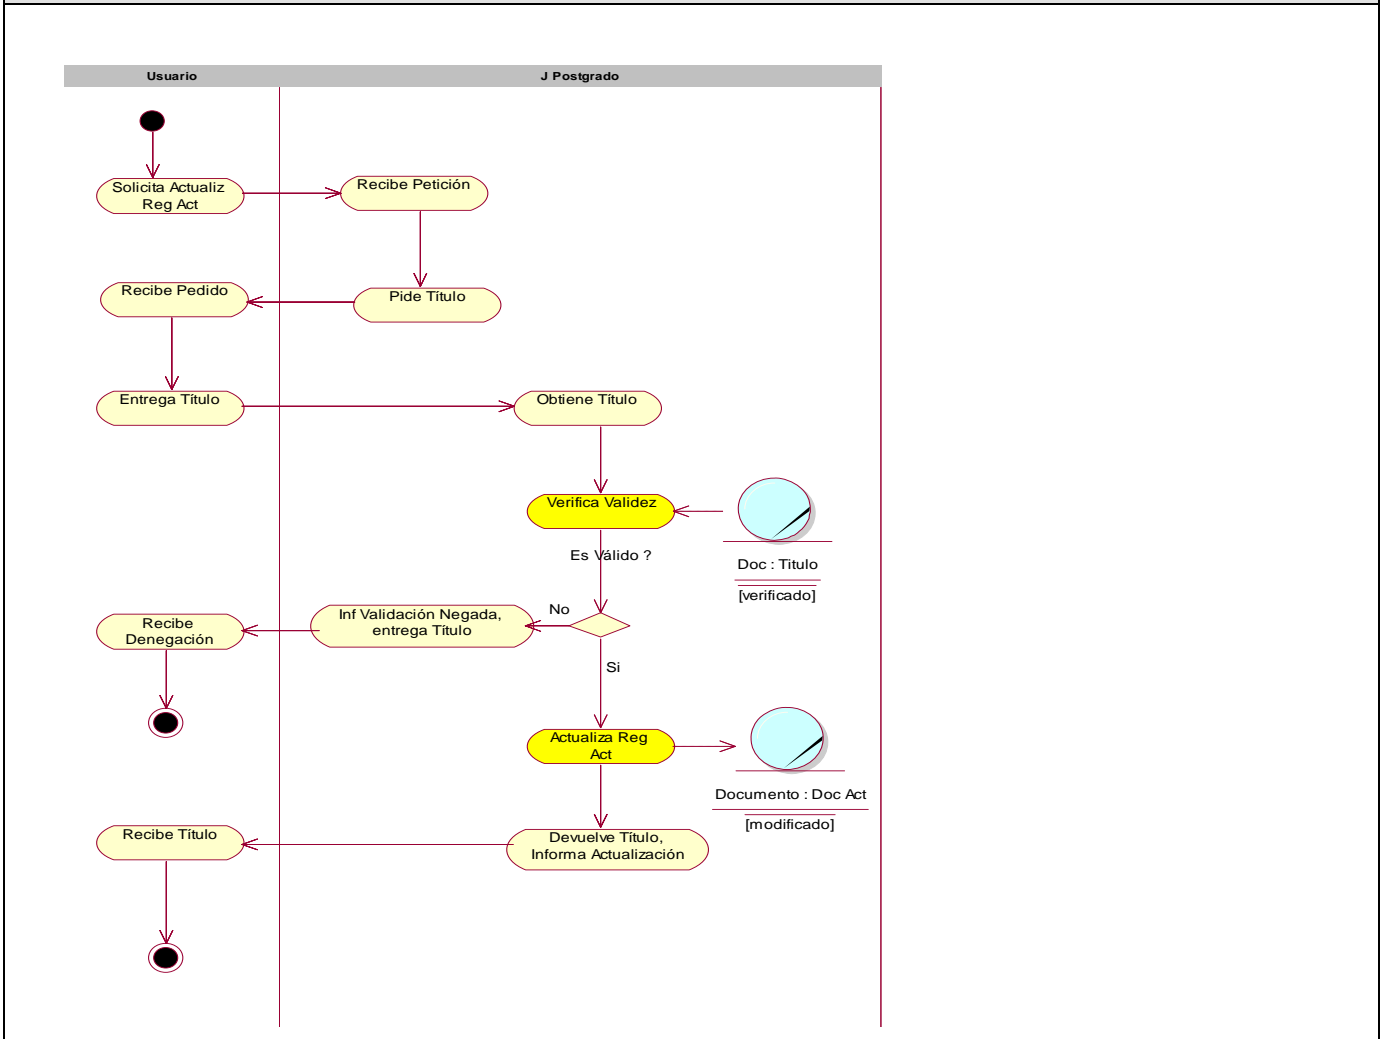 Usuario
J Postgrado
Solicita Actualiz
Reg Act
Recibe Petición
Recibe Pedido
Pide Título
Entrega Título
Obtiene Título
Verifica Validez
Es Válido ?
Doc : Titulo
[verificado]
No
Inf Validación Negada,
entrega Título
Recibe
Denegación
Si
Actualiza Reg
Act
Documento : Doc Act
[modificado]
Recibe Título
Devuelve Título,
Informa Actualización